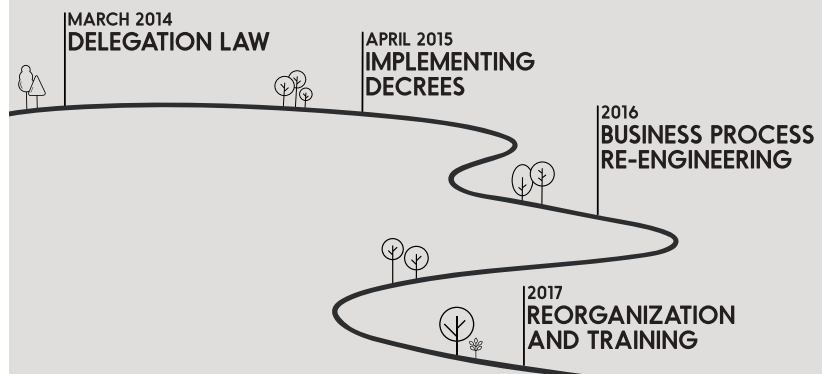 MARCH 2014
DELEGATION LAW
APRIL 2015
IMPLEMENTING
DECREES
2016
BUSINESS PROCESS
RE-ENGINEERING
2017
REORGANIZATION
AND TRAINING